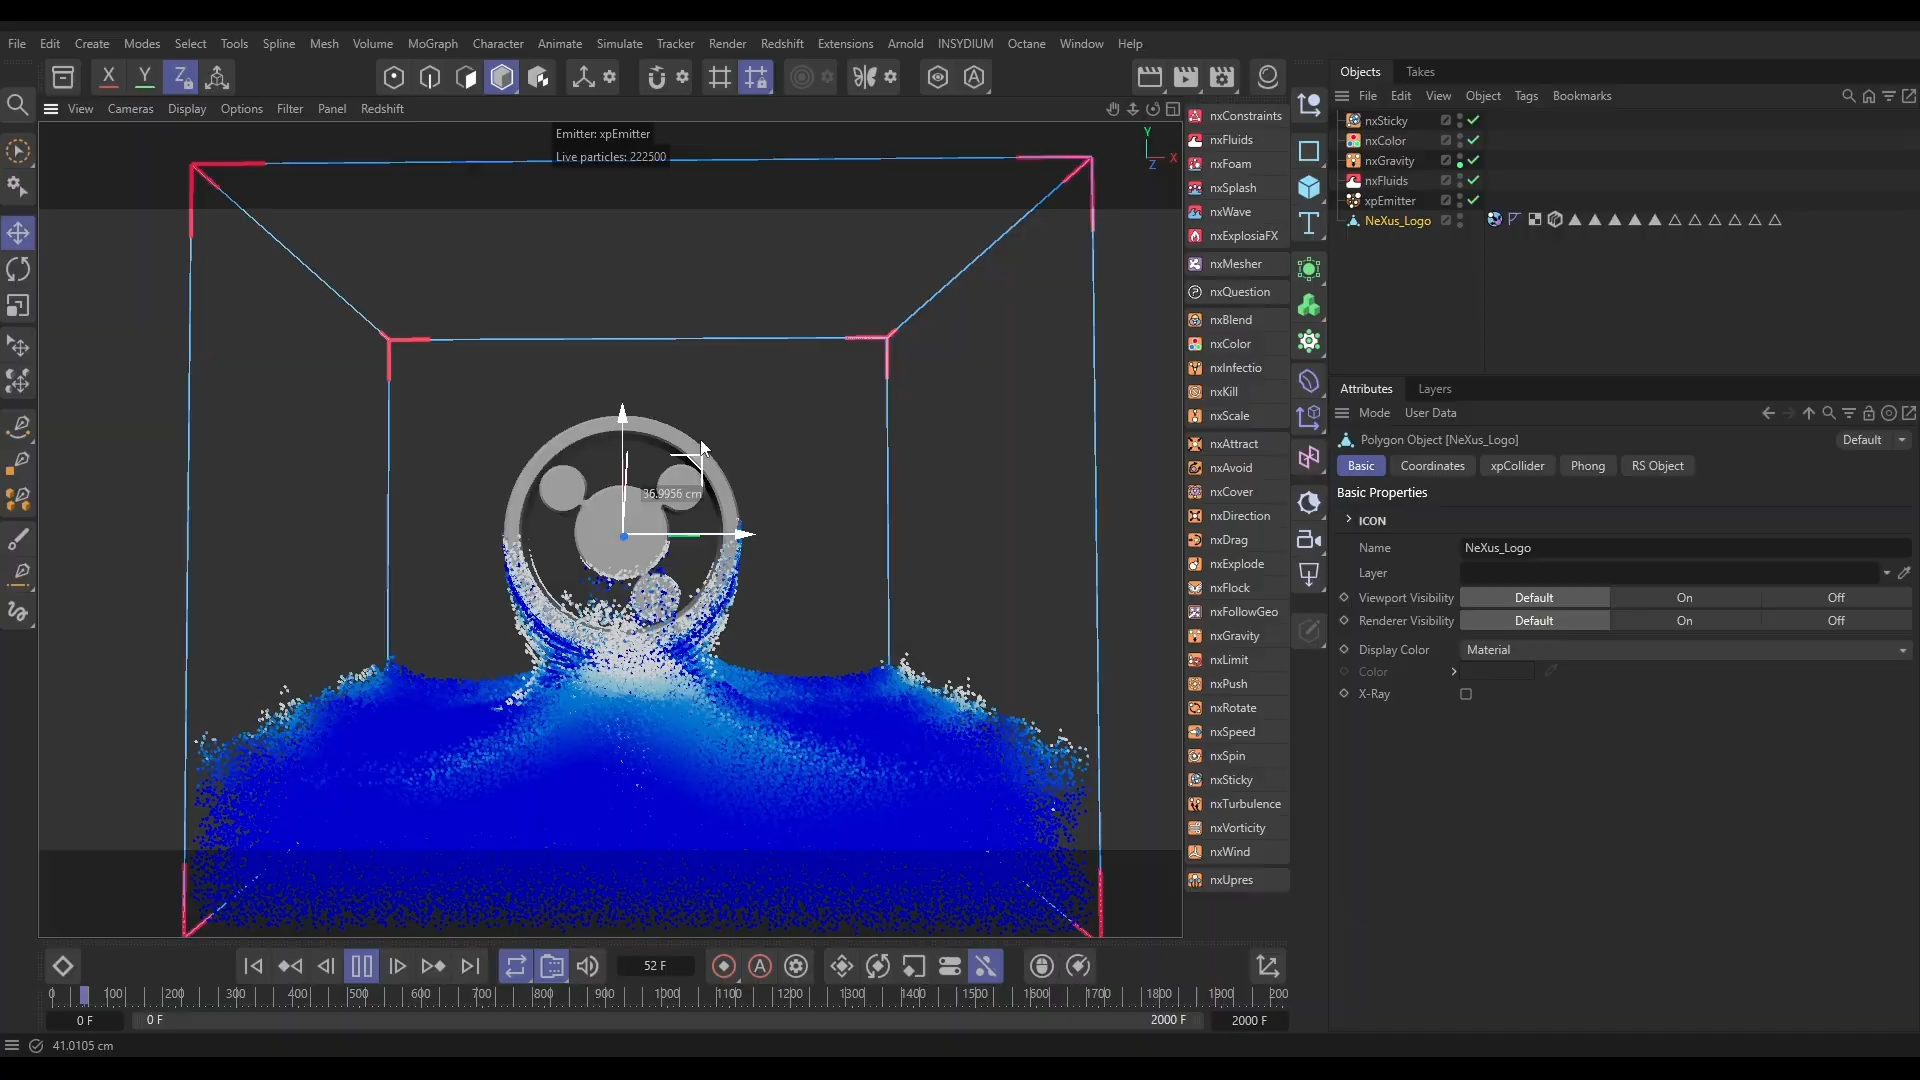 File Edit Create Modes Select Tools Spline Mesh Volume MoGraph Character Animate Simulate Tracker Render Redshift Extensions Arnold INSYDIUM Octane Window Help
X Y Z
View Cameras Display Options Filter Panel Redshift
Emitter: xpEmitter
Live particles: 222500
Y
X
Z
36.9956 cm
nxConstraints
nxFluids
nxFoam
nxSplash
nxWave
nxExplosiaFX
nxMesher
nxQuestion
nxBlend
nxColor
nxInfectio
nxKill
nxScale
nxAttract
nxAvoid
nxCover
nxDirection
nxDrag
nxExplode
nxFlock
nxFollowGeo
nxGravity
nxLimit
nxPush
nxRotate
nxSpeed
nxSpin
nxSticky
nxTurbulence
nxVorticity
nxWind
nxUpres
Objects Takes
File Edit View Object Tags Bookmarks
nxSticky
nxColor
nxGravity
nxFluids
xpEmitter
NeXus_Logo
Attributes Layers
Mode User Data
Polygon Object [NeXus_Logo] Default
Basic Coordinates xpCollider Phong RS Object
Basic Properties
ICON
Name NeXus_Logo
Layer
Viewport Visibility Default On Off
Renderer Visibility Default On Off
Display Color Material
Color
X-Ray
52 F
0 100 200 300 400 500 600 700 800 900 1000 1100 1200 1300 1400 1500 1600 1700 1800 1900 200
0 F 0 F 2000 F 2000 F
41.0105 cm